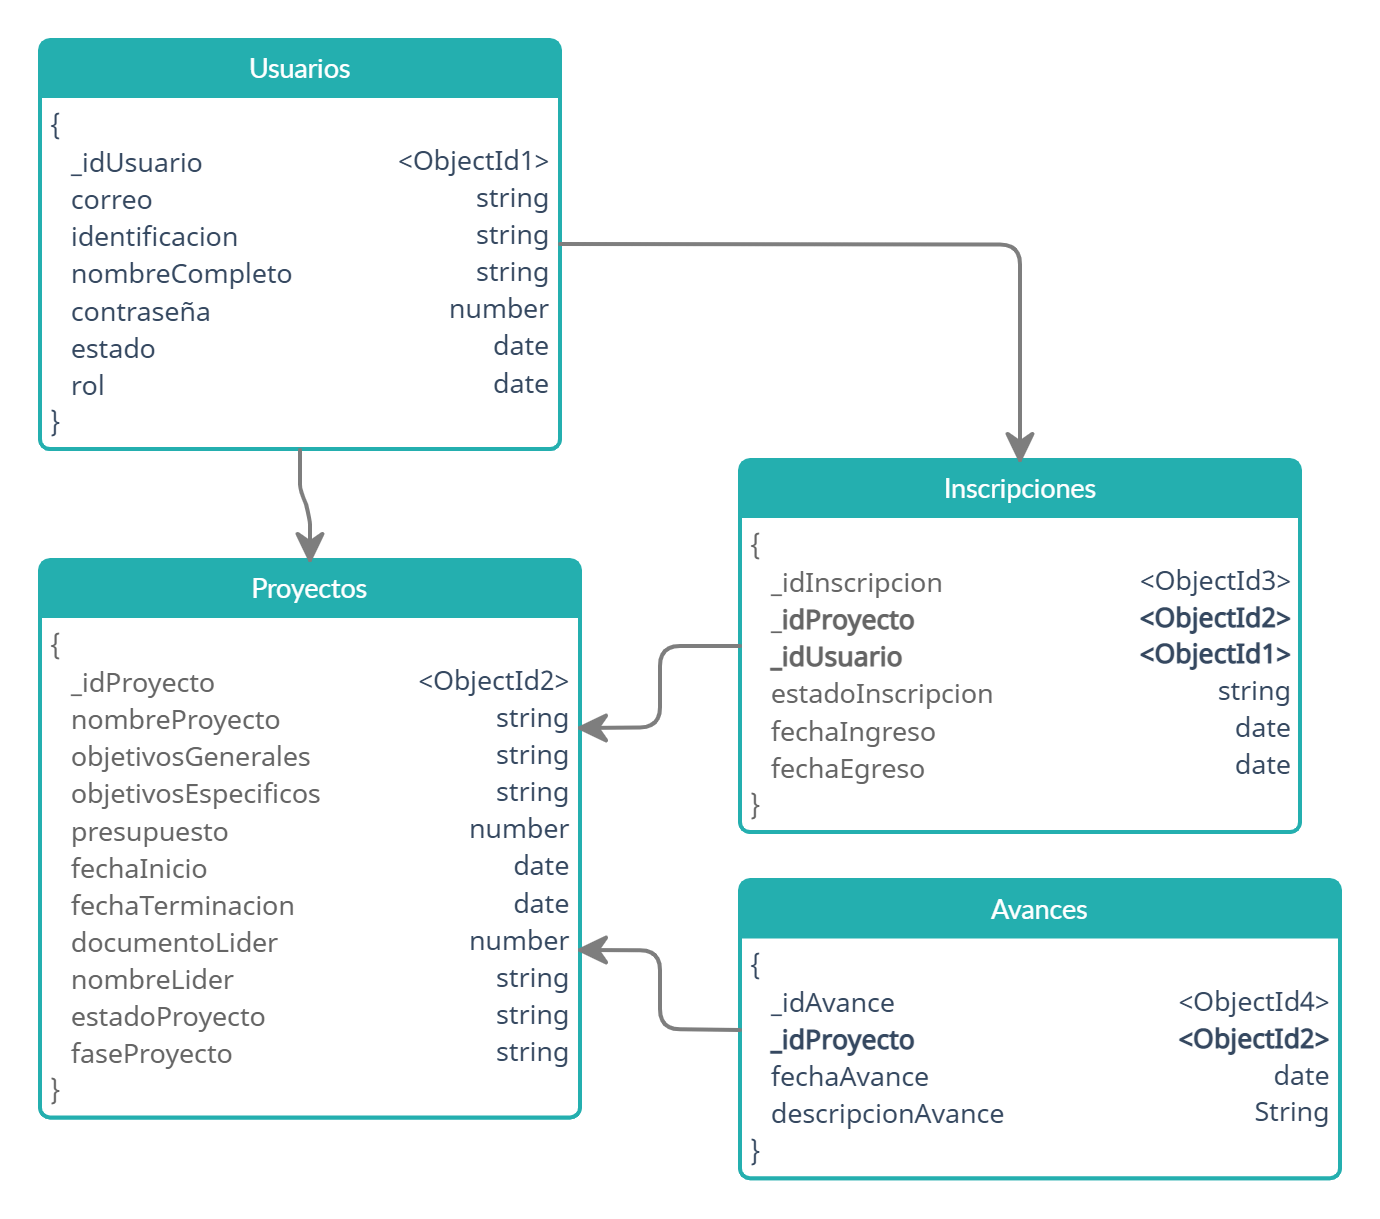 Usuarios
{
_idUsuario <ObjectId1>
correo string
identificacion string
nombreCompleto string
contraseña number
estado date
rol date
}
Proyectos
{
_idProyecto <ObjectId2>
nombreProyecto string
objetivosGenerales string
objetivosEspecificos string
presupuesto number
fechaInicio date
fechaTerminacion date
documentoLider number
nombreLider string
estadoProyecto string
faseProyecto string
}
Inscripciones
{
_idInscripcion <ObjectId3>
_idProyecto <ObjectId2>
_idUsuario <ObjectId1>
estadoInscripcion string
fechaIngreso date
fechaEgreso date
}
Avances
{
_idAvance <ObjectId4>
_idProyecto <ObjectId2>
fechaAvance date
descripcionAvance String
}